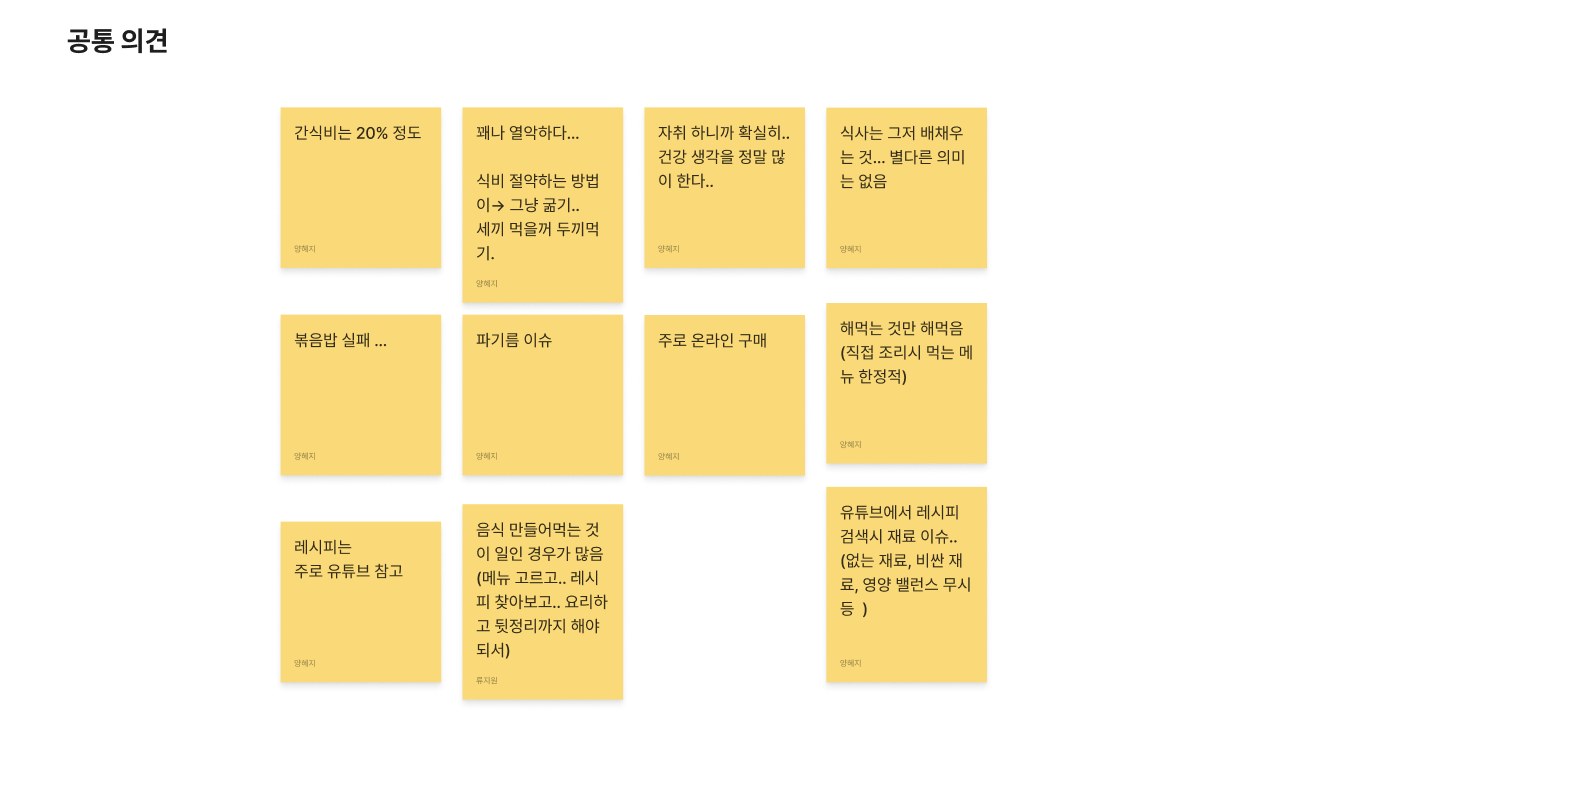 공통 의견
간식비는 20% 정도
양혜지
꽤나 열악하다...
식비 절약하는 방법
이→ 그냥 굶기..
세끼 먹을꺼 두끼먹
기.
양혜지
자취 하니까 확실히..
건강 생각을 정말 많
이 한다..
양혜지
식사는 그저 배채우
는 것... 별다른 의미
는 없음
양혜지
볶음밥 실패 ...
양혜지
파기름 이슈
양혜지
주로 온라인 구매
양혜지
해먹는 것만 해먹음
(직접 조리시 먹는 메
뉴 한정적)
양혜지
레시피는
주로 유튜브 참고
양혜지
음식 만들어먹는 것
이 일인 경우가 많음
(메뉴 고르고.. 레시
피 찾아보고.. 요리하
고 뒷정리까지 해야
되서)
류지원
유튜브에서 레시피
검색시 재료 이슈..
(없는 재료, 비싼 재
료, 영양 밸런스 무시
등  )
양혜지